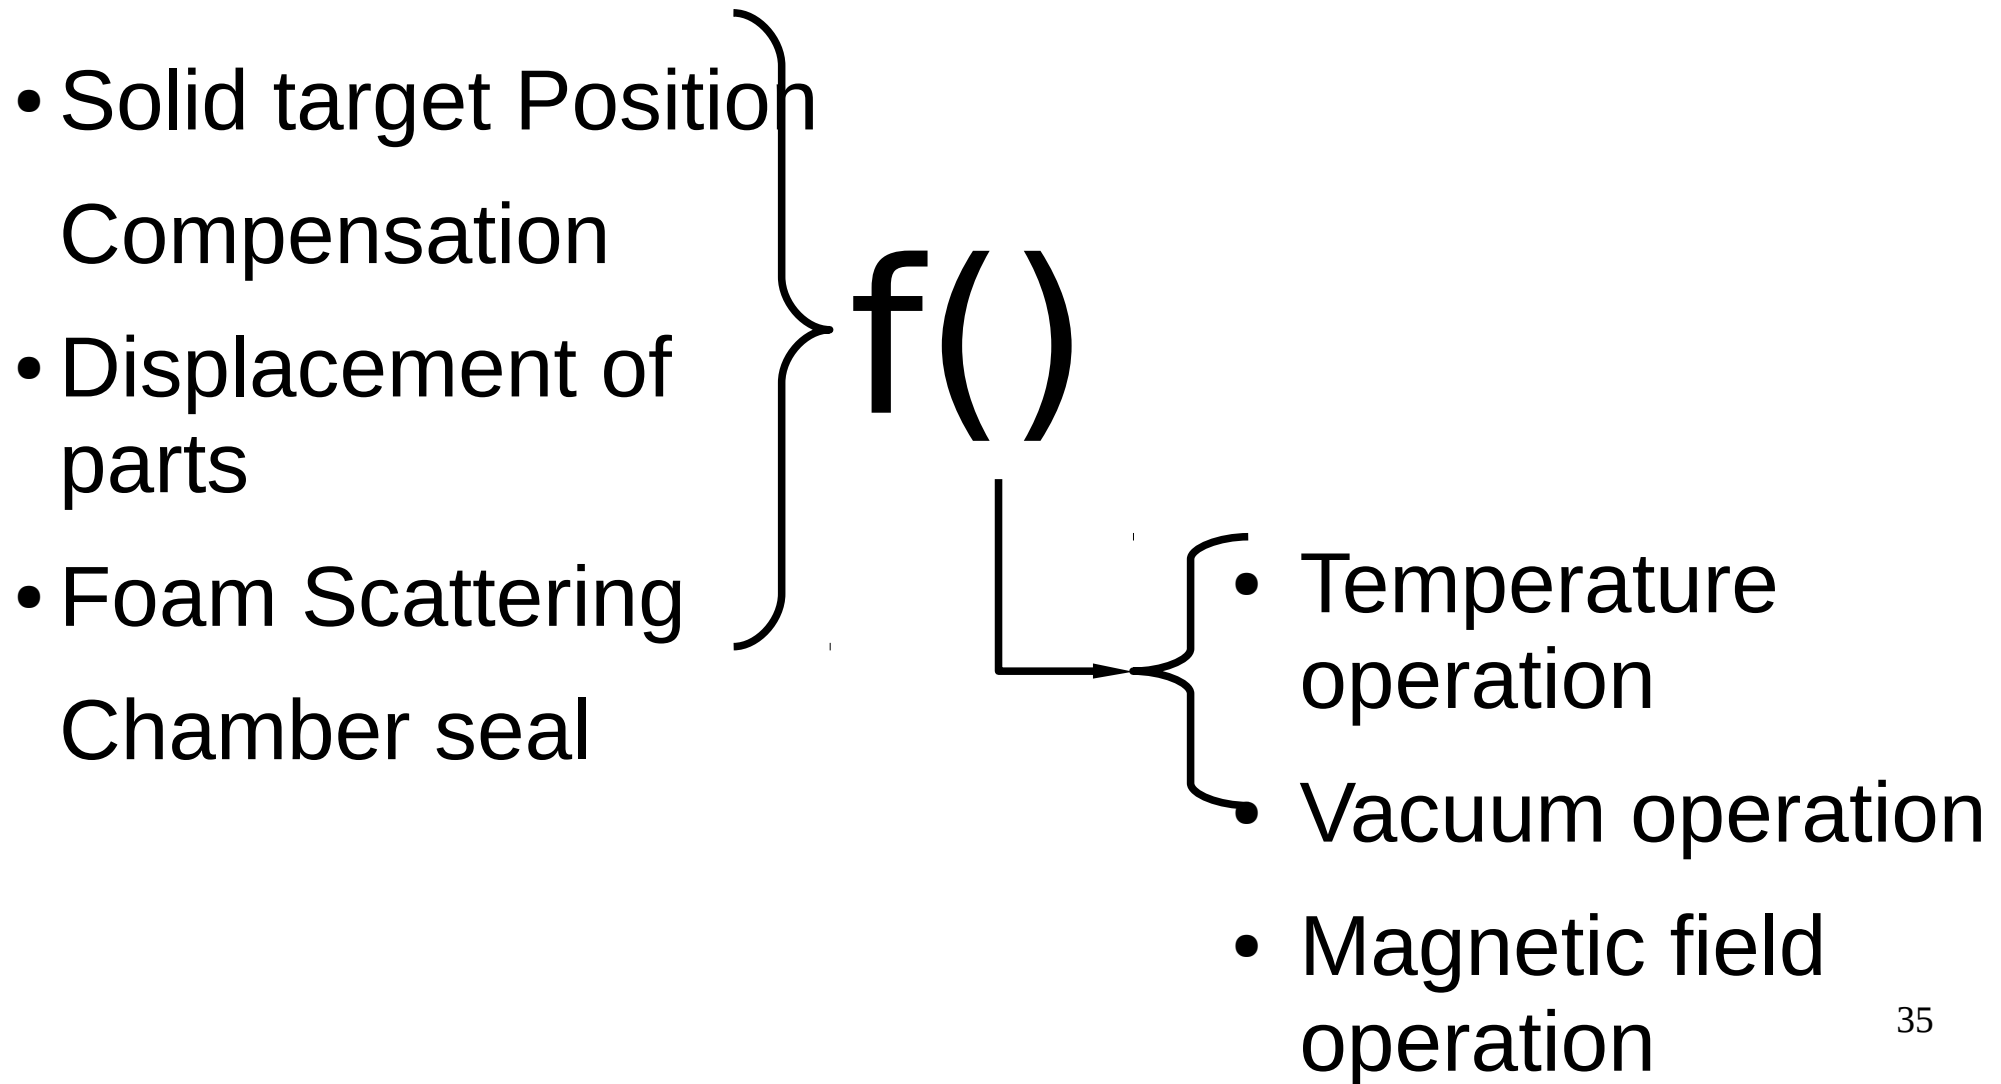 • Solid target Position
Compensation
• Displacement of
parts
• Foam Scattering
Chamber seal
f()
• Temperature
operation
• Vacuum operation
• Magnetic field
operation
35